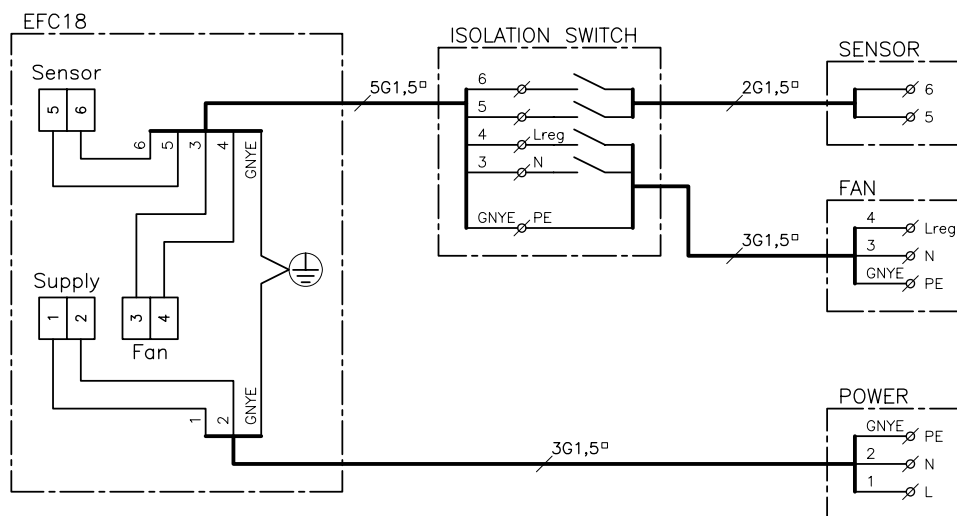 EFC18
Sensor
5 6
6 5 3 4 GNYE
Supply
1 2
3 4
Fan
1 2 GNYE
5G1,5□
ISOLATION SWITCH
6
5
4 Lreg
3 N
GNYE PE
2G1,5□
SENSOR
6
5
3G1,5□
FAN
4 Lreg
3 N
GNYE PE
3G1,5□
POWER
GNYE PE
2 N
1 L